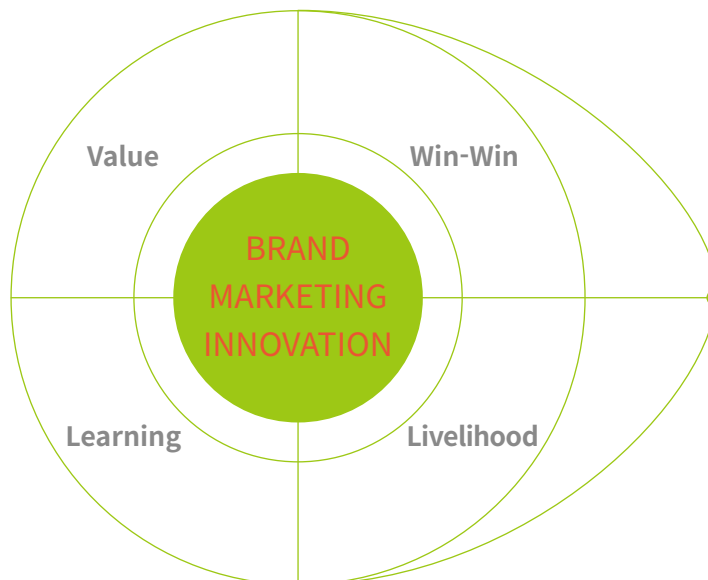 Value
Win-Win
BRAND
MARKETING
INNOVATION
Learning
Livelihood